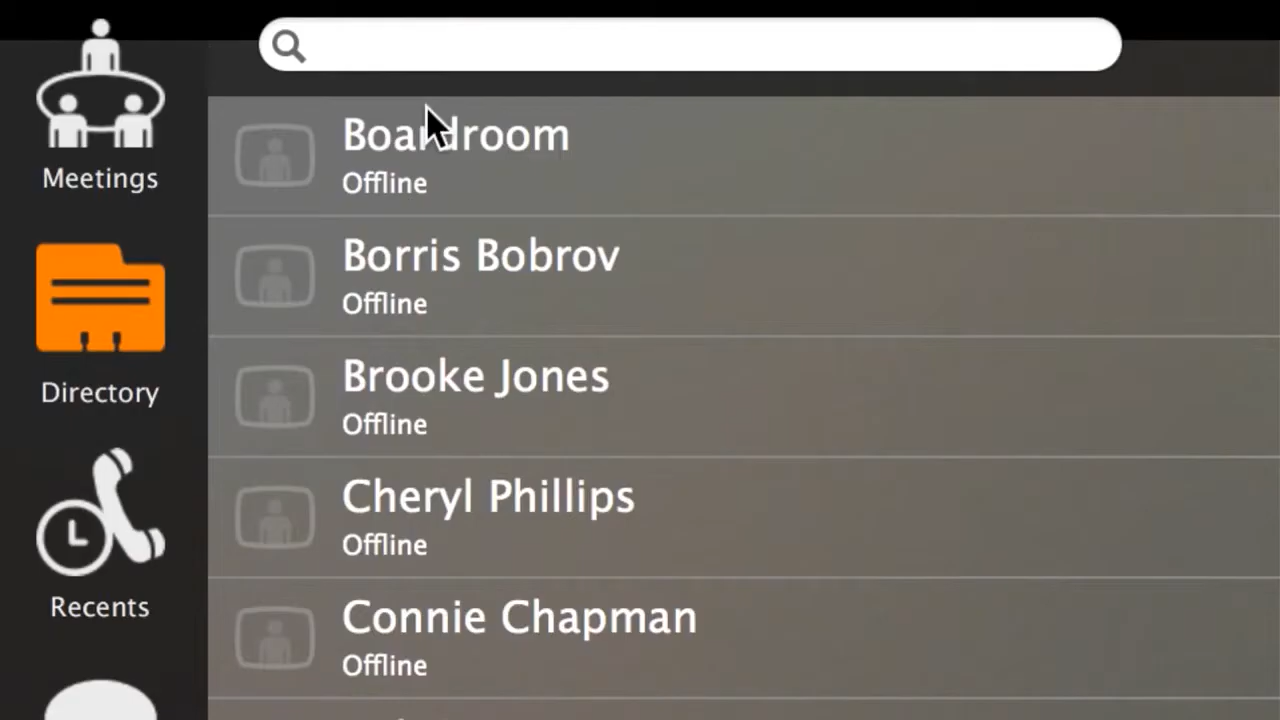 Meetings
Directory
Recents
Boardroom
Offline
Borris Bobrov
Offline
Brooke Jones
Offline
Cheryl Phillips
Offline
Connie Chapman
Offline